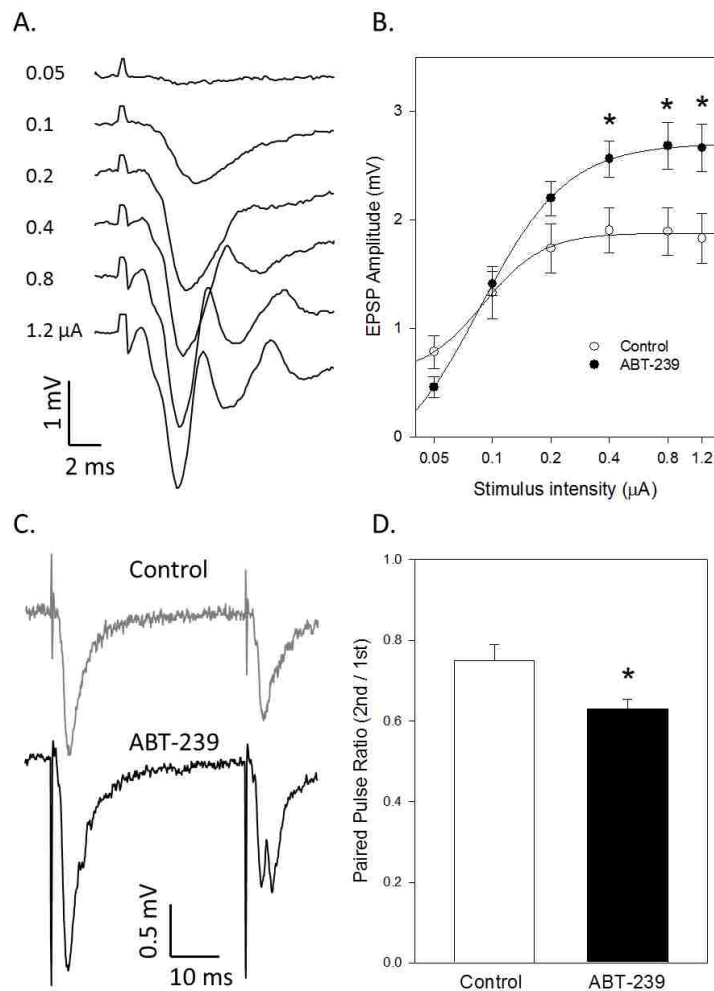 A.
0.05
0.1
0.2
0.4
0.8
1.2 μA
1 mV
2 ms
B.
EPSP Amplitude (mV)
3
2
1
0
*
*
*
Control
ABT-239
0.05
0.1
0.2
0.4
0.8
1.2
Stimulus intensity (μA)
C.
Control
ABT-239
0.5 mV
10 ms
D.
Paired Pulse Ratio (2nd / 1st)
1.0
0.8
0.6
0.4
0.2
0.0
*
Control
ABT-239